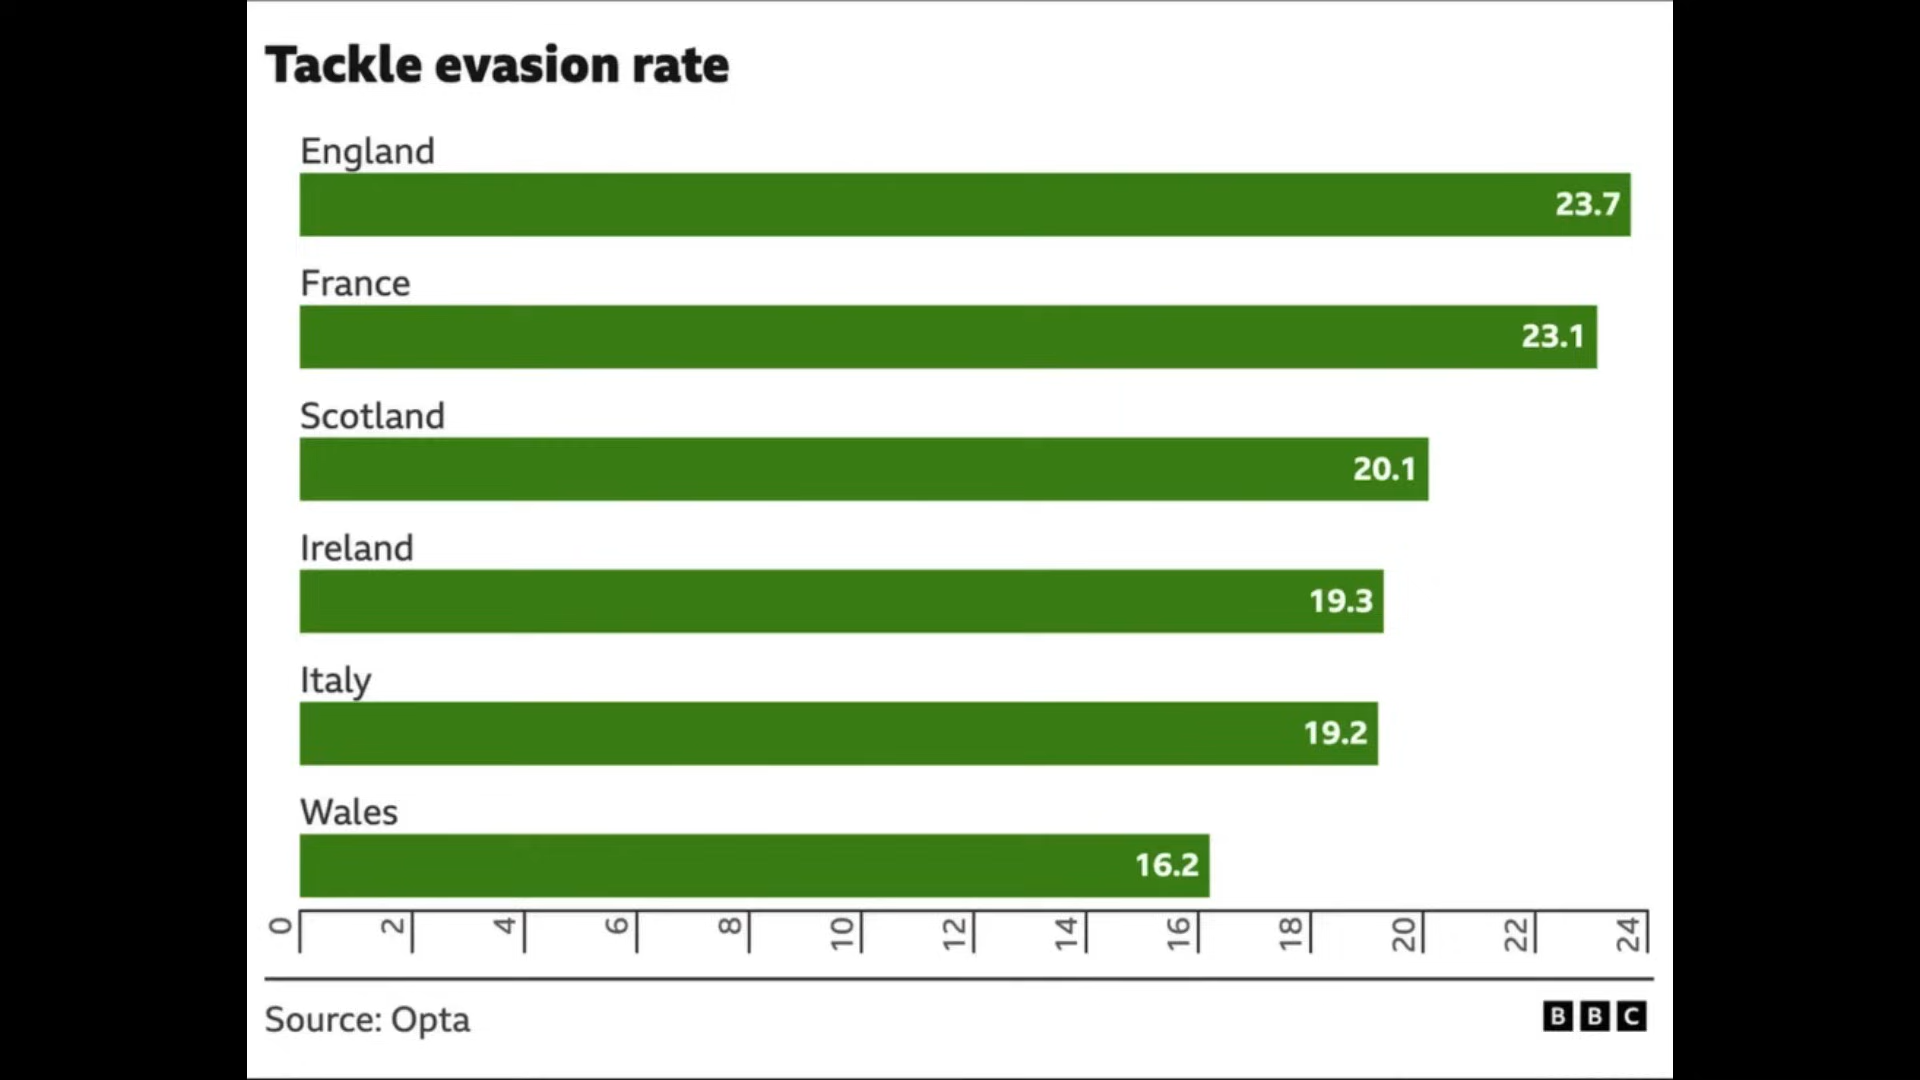 Tackle evasion rate
England
23.7
France
23.1
Scotland
20.1
Ireland
19.3
Italy
19.2
Wales
16.2
0 2 4 6 8 10 12 14 16 18 20 22 24
Source: Opta
BBC